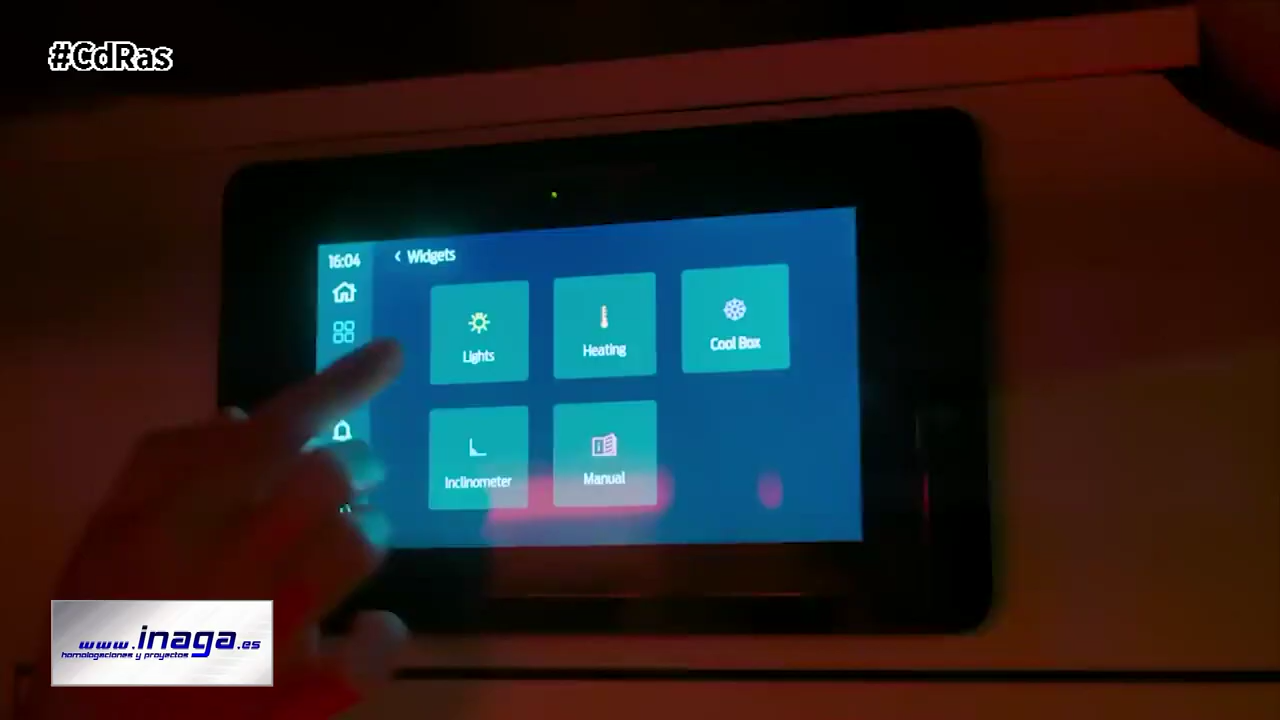 #CdRas
16:04
< Widgets
Lights
Heating
Cool Box
Inclinometer
Manual
www.inaga.es
homologaciones y proyectos